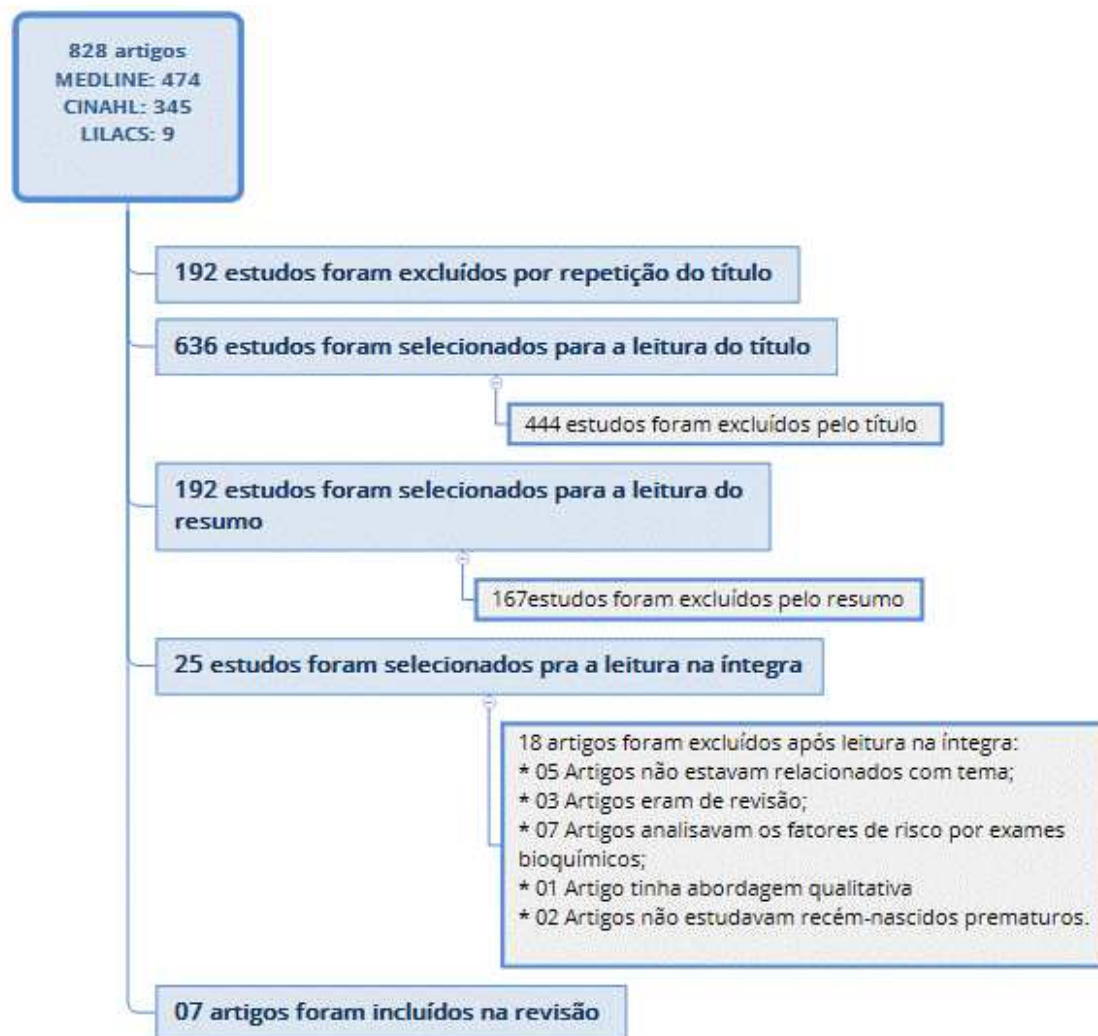 828 artigos
MEDLINE: 474
CINAHL: 345
LILACS: 9
192 estudos foram excluídos por repetição do título
636 estudos foram selecionados para a leitura do título
444 estudos foram excluídos pelo título
192 estudos foram selecionados para a leitura do
resumo
167estudos foram excluídos pelo resumo
25 estudos foram selecionados pra a leitura na íntegra
18 artigos foram excluídos após leitura na íntegra:
* 05 Artigos não estavam relacionados com tema;
* 03 Artigos eram de revisão;
* 07 Artigos analisavam os fatores de risco por exames
bioquímicos;
* 01 Artigo tinha abordagem qualitativa
* 02 Artigos não estudavam recém-nascidos prematuros.
07 artigos foram incluídos na revisão